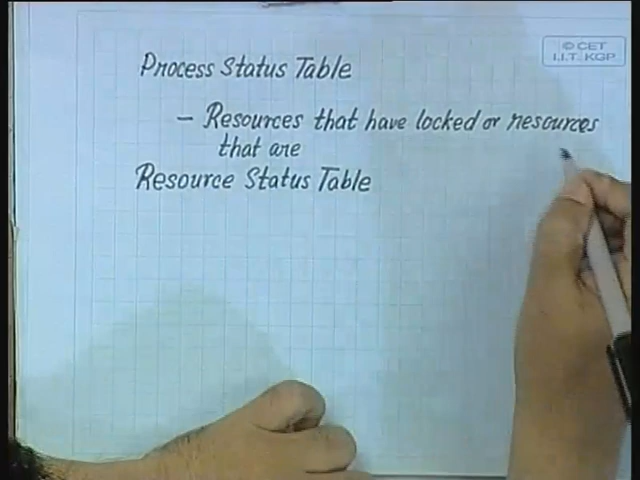 © CET
I.I.T. KGP
Process Status Table
– Resources that have locked or resources
that are
Resource Status Table